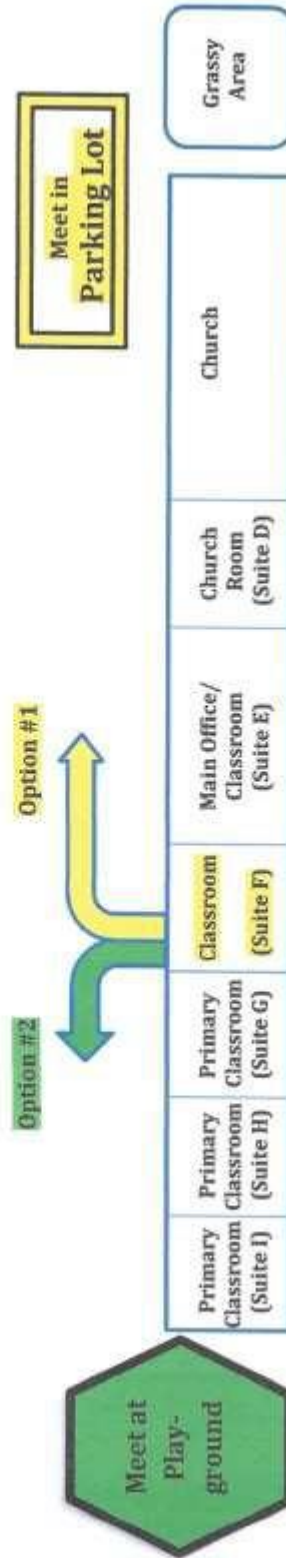 Meet in
Parking Lot
Option #1
Option #2
Meet at
Play-
ground
Primary
Classroom
(Suite I)
Primary
Classroom
(Suite H)
Primary
Classroom
(Suite G)
Classroom
(Suite F)
Main Office/
Classroom
(Suite E)
Church
Room
(Suite D)
Church
Grassy
Area